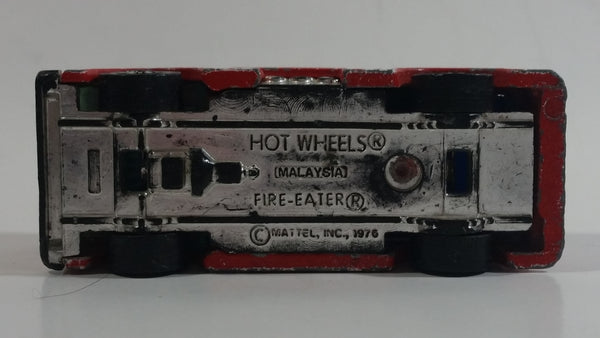 HOT WHEELS®
(MALAYSIA)
FIRE-EATER®
© MATTEL, INC., 1976